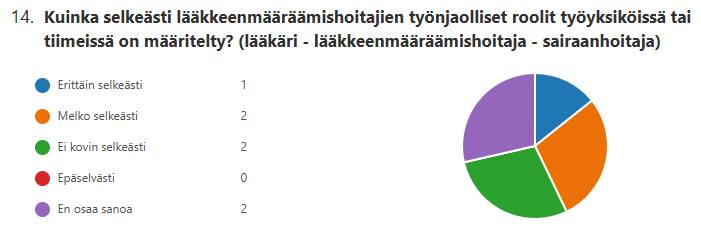 14. Kuinka selkeästi lääkkeenmääräämishoitajien työnjaolliset roolit työyksiköissä tai
tiimeissä on määritelty? (lääkäri - lääkkeenmääräämishoitaja - sairaanhoitaja)
Erittäin selkeästi 1
Melko selkeästi 2
Ei kovin selkeästi 2
Epäselvästi 0
En osaa sanoa 2